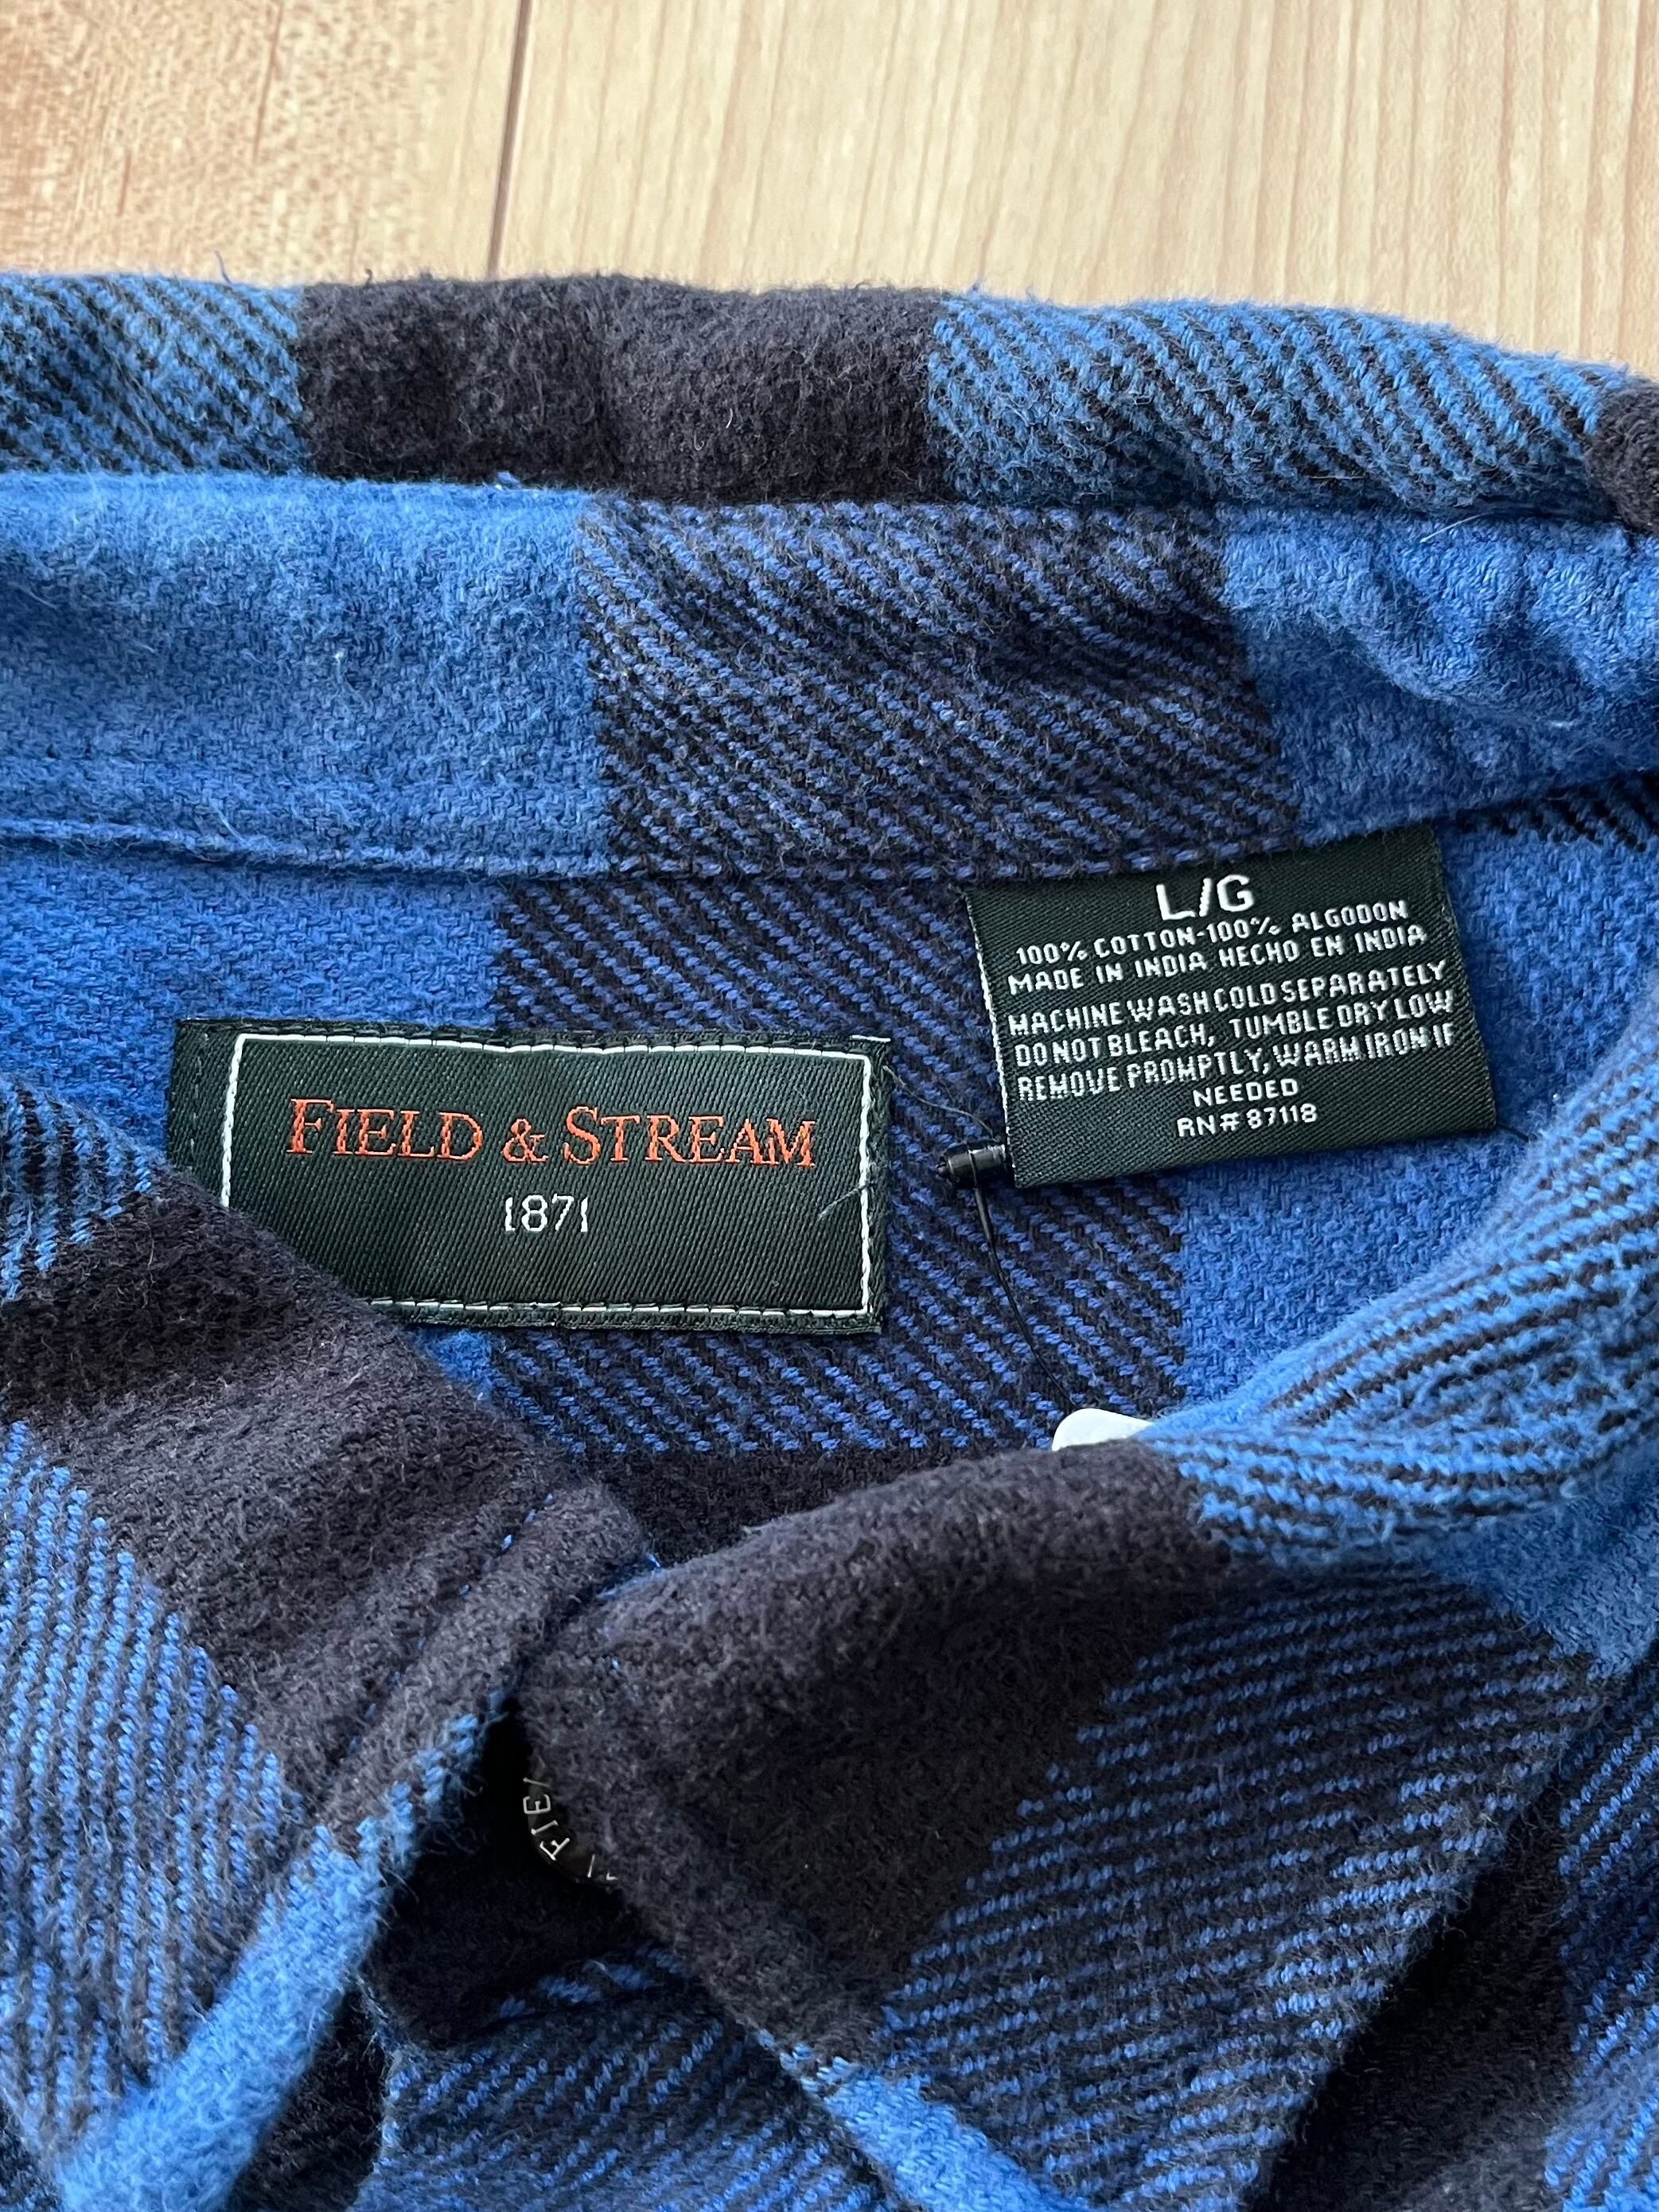 L/G
100% COTTON-100% ALGODON
MADE IN INDIA HECHO EN INDIA
MACHINE WASH COLD SEPARATELY
DO NOT BLEACH, TUMBLE DRY LOW
REMOVE PROMPTLY, WARM IRON IF
NEEDED
RN# 87118
FIELD & STREAM
1871